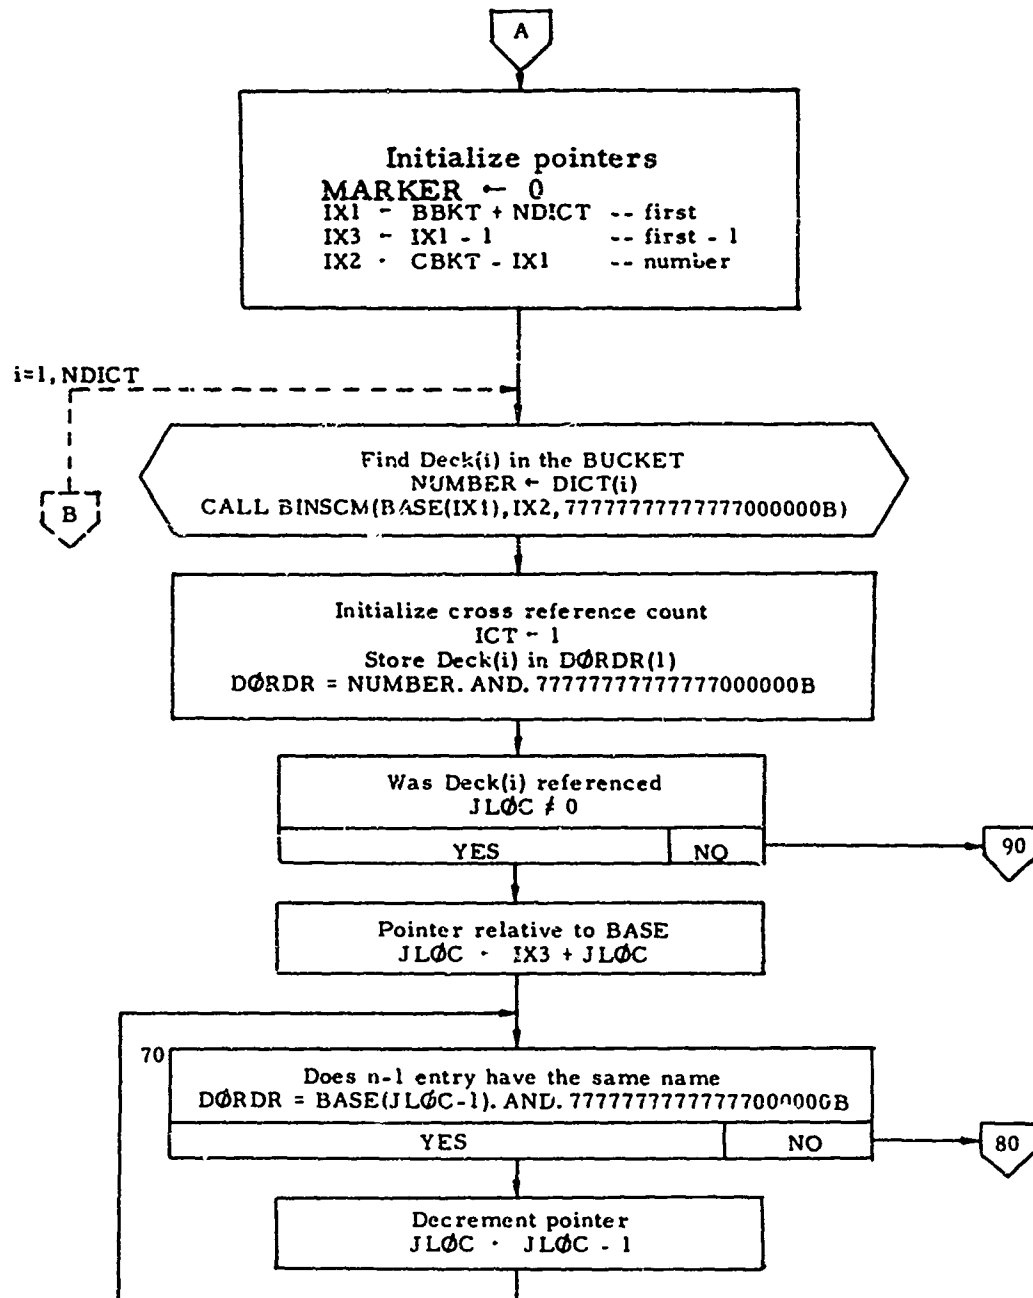 A
Initialize pointers
MARKER ← 0
IX1 - BBKT + NDICT -- first
IX3 - IX1 - 1 -- first - 1
IX2 · CBKT - IX1 -- number
i=1, NDICT
B
Find Deck(i) in the BUCKET
NUMBER ← DICT(i)
CALL BINSCM(BASE(IX1), IX2, 77777777777777000000B)
Initialize cross reference count
ICT - 1
Store Deck(i) in DØRDR(1)
DØRDR = NUMBER. AND. 77777777777777000000B
Was Deck(i) referenced
JLØC ≠ 0
YES NO
90
Pointer relative to BASE
JLØC · IX3 + JLØC
70
Does n-1 entry have the same name
DØRDR = BASE(JLØC-1). AND. 77777777777777000000B
YES NO
80
Decrement pointer
JLØC · JLØC - 1